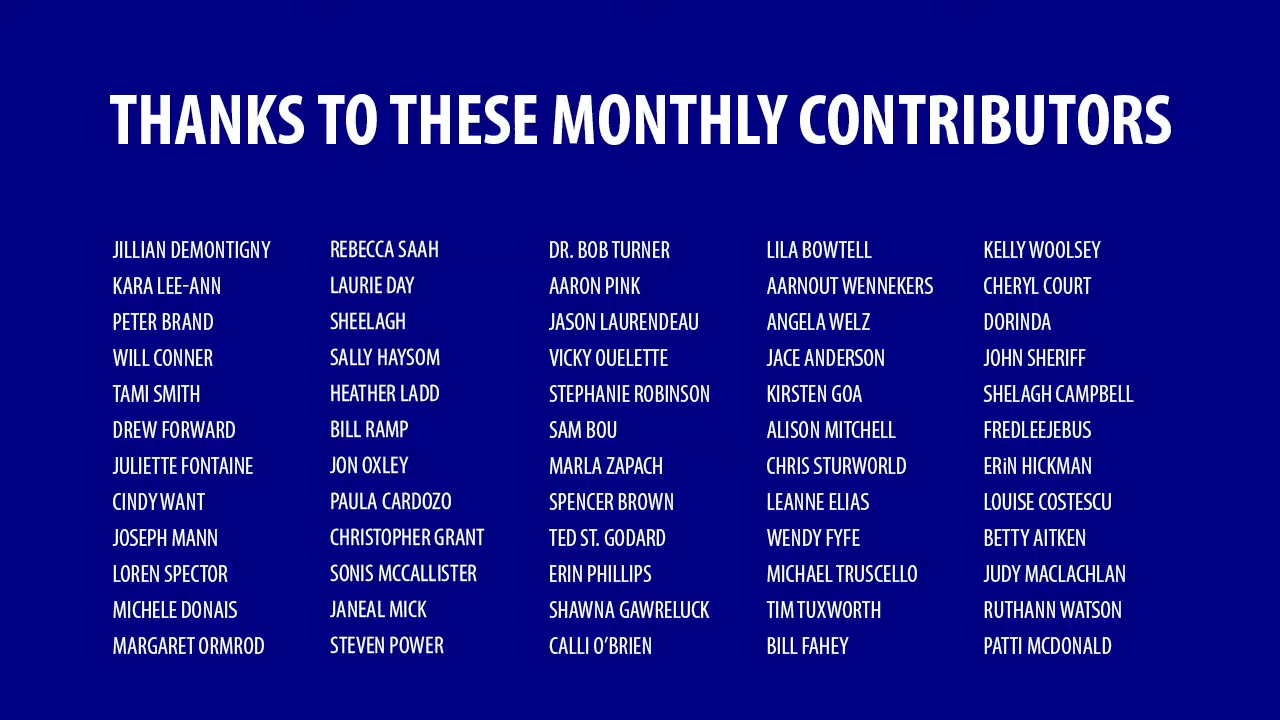 THANKS TO THESE MONTHLY CONTRIBUTORS
JILLIAN DEMONTIGNY
KARA LEE-ANN
PETER BRAND
WILL CONNER
TAMI SMITH
DREW FORWARD
JULIETTE FONTAINE
CINDY WANT
JOSEPH MANN
LOREN SPECTOR
MICHELE DONAIS
MARGARET ORMROD
REBECCA SAAH
LAURIE DAY
SHEELAGH
SALLY HAYSOM
HEATHER LADD
BILL RAMP
JON OXLEY
PAULA CARDOZO
CHRISTOPHER GRANT
SONIS MCCALLISTER
JANEAL MICK
STEVEN POWER
DR. BOB TURNER
AARON PINK
JASON LAURENDEAU
VICKY OUELETTE
STEPHANIE ROBINSON
SAM BOU
MARLA ZAPACH
SPENCER BROWN
TED ST. GODARD
ERIN PHILLIPS
SHAWNA GAWRELUCK
CALLI O’BRIEN
LILA BOWTELL
AARNOUT WENNEKERS
ANGELA WELZ
JACE ANDERSON
KIRSTEN GOA
ALISON MITCHELL
CHRIS STURWORLD
LEANNE ELIAS
WENDY FYFE
MICHAEL TRUSCELLO
TIM TUXWORTH
BILL FAHEY
KELLY WOOLSEY
CHERYL COURT
DORINDA
JOHN SHERIFF
SHELAGH CAMPBELL
FREDLEEJEBUS
ERiN HICKMAN
LOUISE COSTESCU
BETTY AITKEN
JUDY MACLACHLAN
RUTHANN WATSON
PATTI MCDONALD